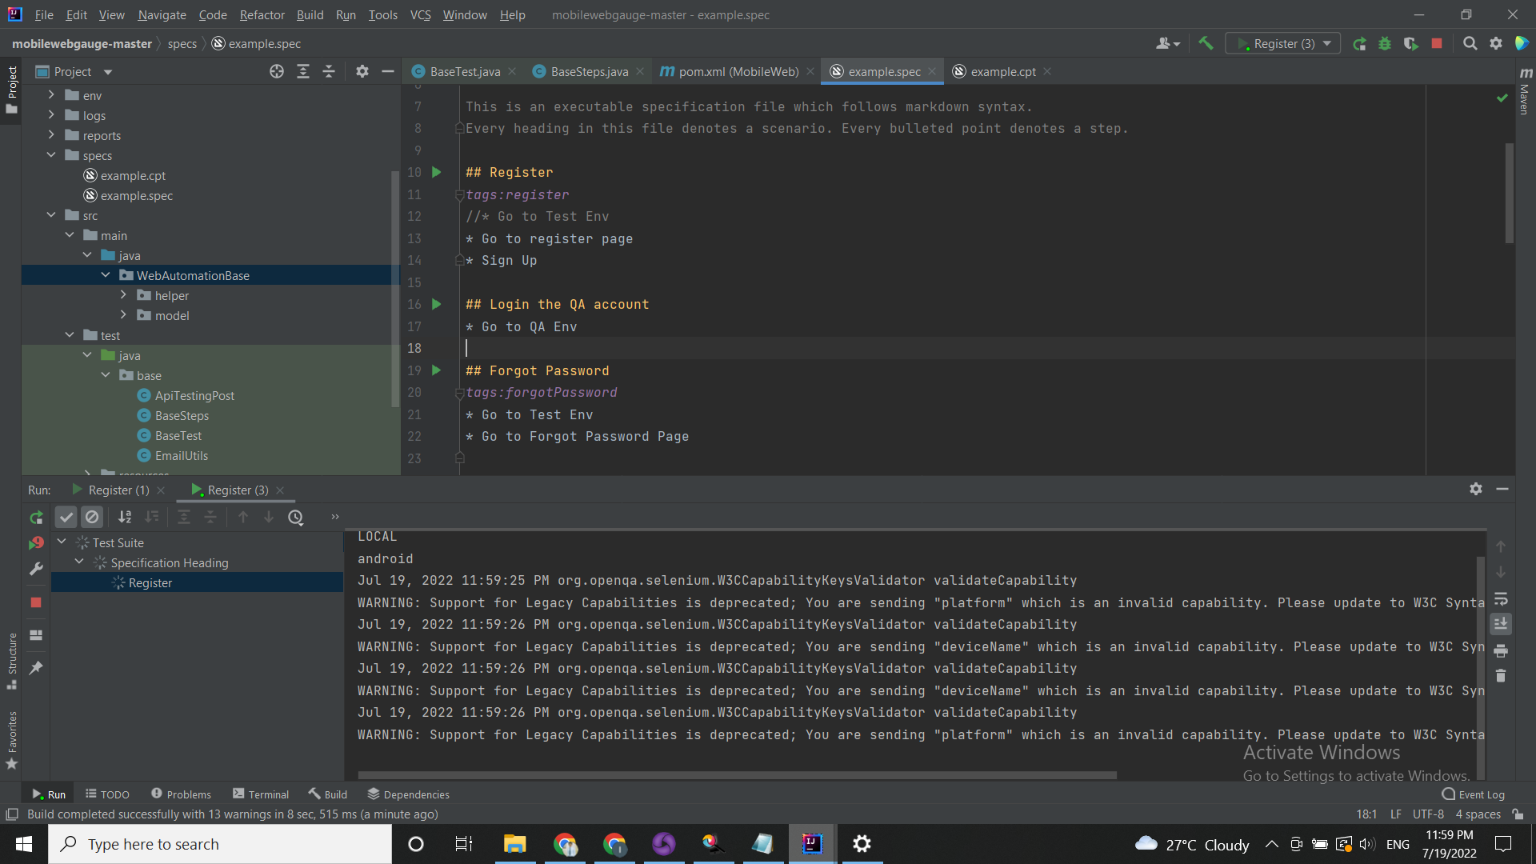 File Edit View Navigate Code Refactor Build Run Tools VCS Window Help mobilewebgauge-master - example.spec
mobilewebgauge-master specs example.spec
Register (3)
Project
BaseTest.java BaseSteps.java pom.xml (MobileWeb) example.spec example.cpt
Project
Structure
Favorites
Maven
env
logs
reports
specs
example.cpt
example.spec
src
main
java
WebAutomationBase
helper
model
test
java
base
ApiTestingPost
BaseSteps
BaseTest
EmailUtils
7 This is an executable specification file which follows markdown syntax.
8 Every heading in this file denotes a scenario. Every bulleted point denotes a step.
9
10 ## Register
11 tags:register
12 //* Go to Test Env
13 * Go to register page
14 * Sign Up
15
16 ## Login the QA account
17 * Go to QA Env
18
19 ## Forgot Password
20 tags:forgotPassword
21 * Go to Test Env
22 * Go to Forgot Password Page
23
Run: Register (1) Register (3)
Test Suite
Specification Heading
Register
LOCAL
android
Jul 19, 2022 11:59:25 PM org.openqa.selenium.W3CCapabilityKeysValidator validateCapability
WARNING: Support for Legacy Capabilities is deprecated; You are sending "platform" which is an invalid capability. Please update to W3C Synta
Jul 19, 2022 11:59:26 PM org.openqa.selenium.W3CCapabilityKeysValidator validateCapability
WARNING: Support for Legacy Capabilities is deprecated; You are sending "deviceName" which is an invalid capability. Please update to W3C Syn
Jul 19, 2022 11:59:26 PM org.openqa.selenium.W3CCapabilityKeysValidator validateCapability
WARNING: Support for Legacy Capabilities is deprecated; You are sending "deviceName" which is an invalid capability. Please update to W3C Syn
Jul 19, 2022 11:59:26 PM org.openqa.selenium.W3CCapabilityKeysValidator validateCapability
WARNING: Support for Legacy Capabilities is deprecated; You are sending "platform" which is an invalid capability. Please update to W3C Synta
Activate Windows
Go to Settings to activate Windows.
Run TODO Problems Terminal Build Dependencies Event Log
Build completed successfully with 13 warnings in 8 sec, 515 ms (a minute ago) 18:1 LF UTF-8 4 spaces
Type here to search
27°C Cloudy
ENG
11:59 PM
7/19/2022